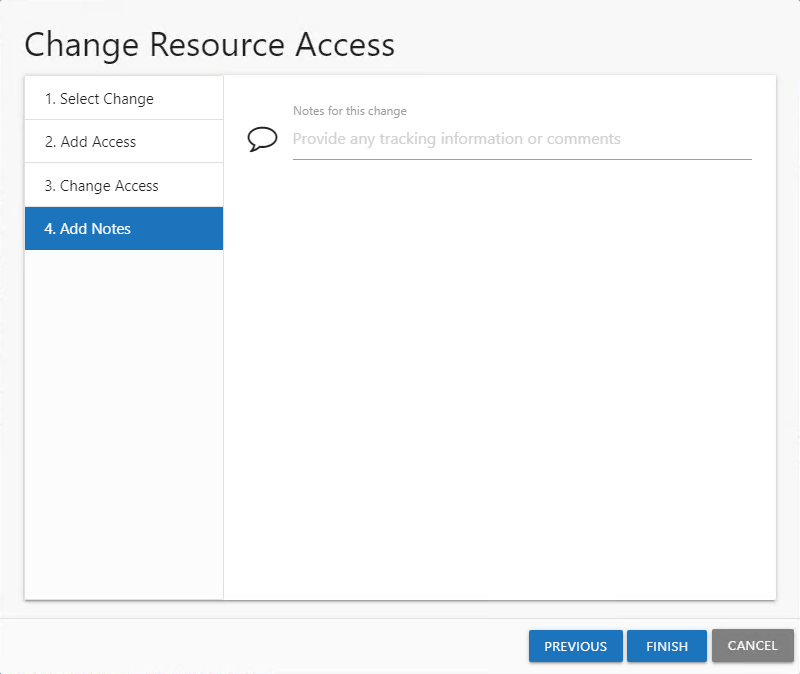 Change Resource Access
1. Select Change
2. Add Access
3. Change Access
4. Add Notes
Notes for this change
Provide any tracking information or comments
PREVIOUS
FINISH
CANCEL